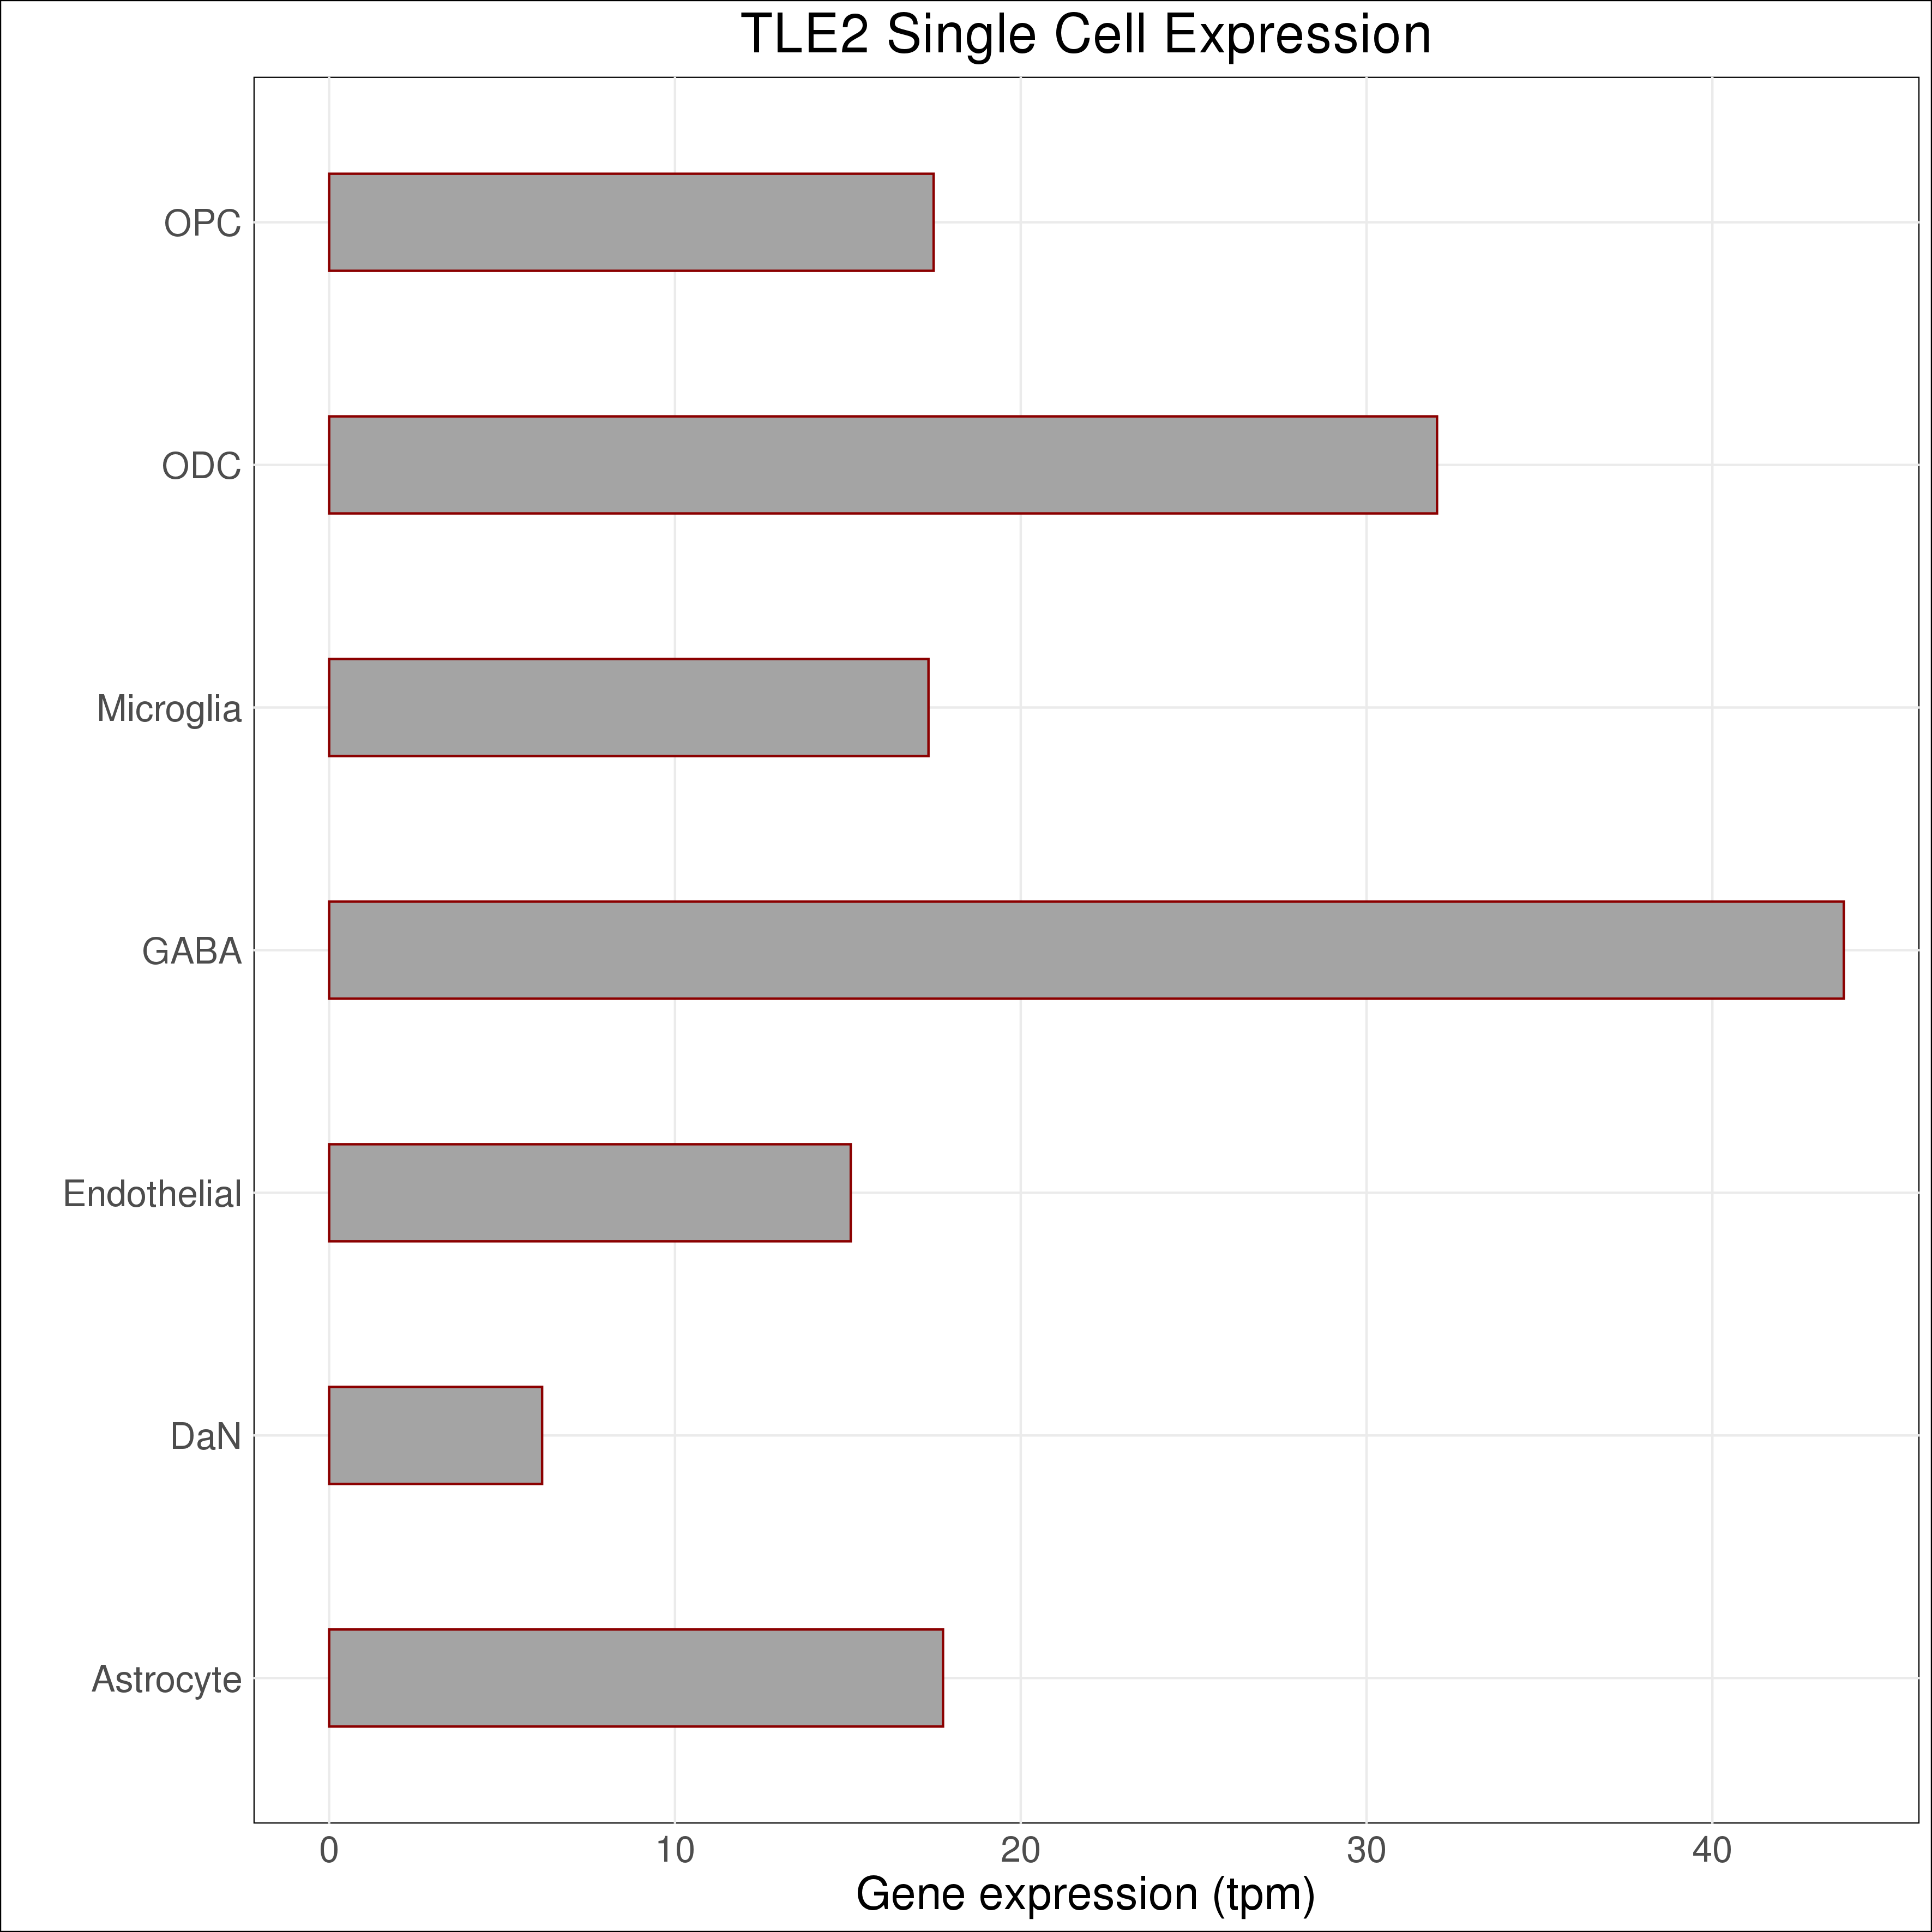 TLE2 Single Cell Expression
OPC
ODC
Microglia
GABA
Endothelial
DaN
Astrocyte
0 10 20 30 40
Gene expression (tpm)